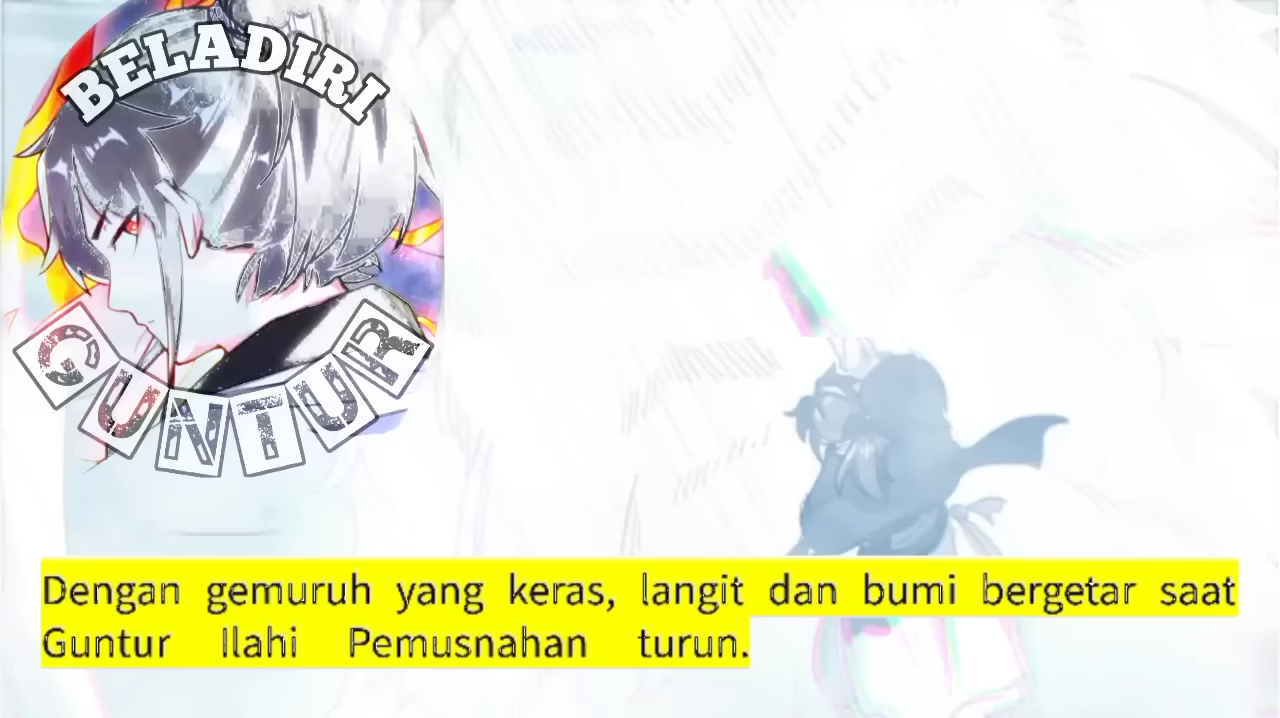 BELADIRI
GUNTUR
Dengan gemuruh yang keras, langit dan bumi bergetar saat
Guntur Ilahi Pemusnahan turun.